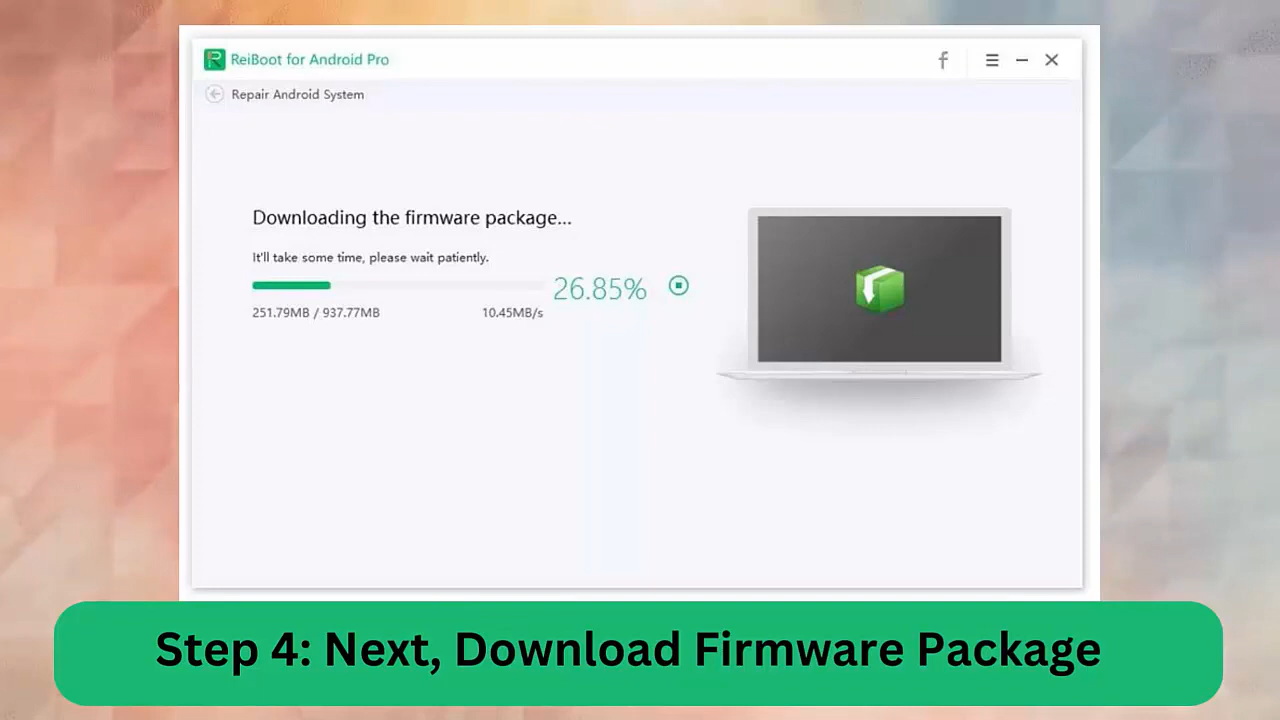 ReiBoot for Android Pro
Repair Android System
Downloading the firmware package...
It'll take some time, please wait patiently.
26.85%
251.79MB / 937.77MB 10.45MB/s
Step 4: Next, Download Firmware Package